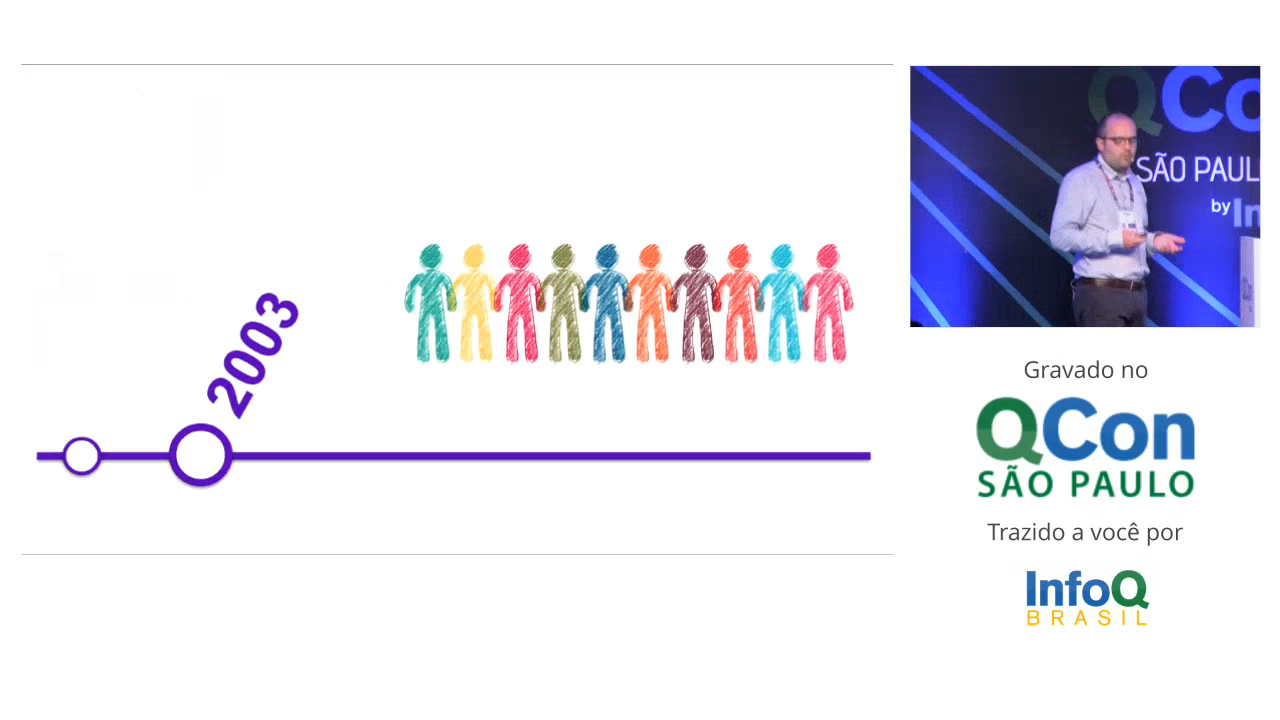 2003
QCon
SÃO PAUL
by In
Gravado no
QCon
SÃO PAULO
Trazido a você por
InfoQ
BRASIL